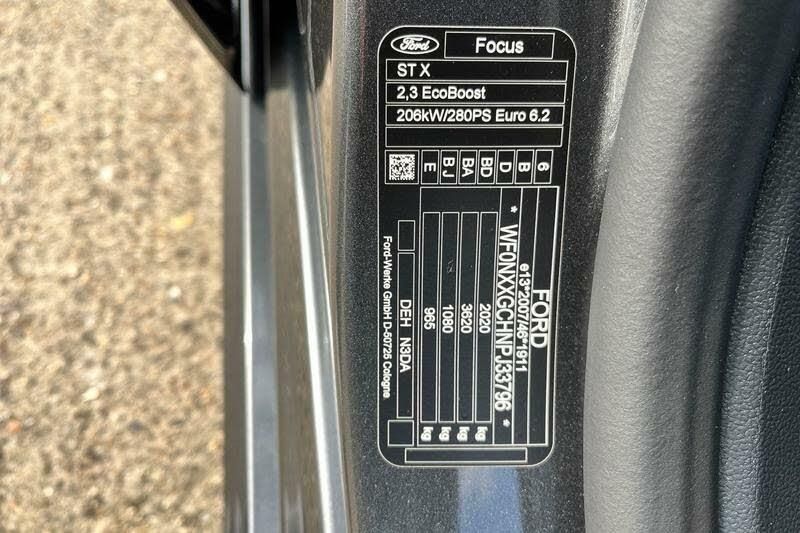 Ford
Focus
ST X
2,3 EcoBoost
206kW/280PS Euro 6.2
E BJ BA BD D B 6
FORD
e13*2007/46*1911
* WF0NXXGCHNPJ33796 *
2020 kg
3620 kg
1080 kg
965 kg
DEH N3DA
Ford-Werke GmbH D-50725 Cologne